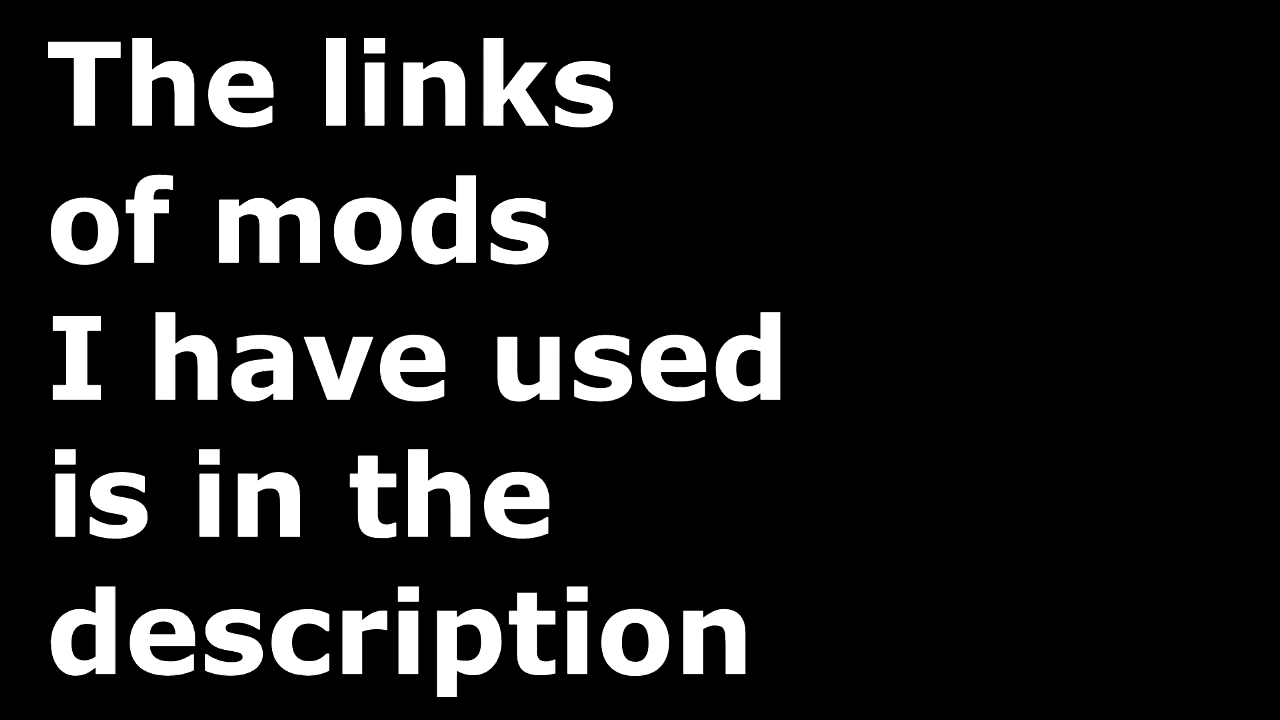 The links
of mods
I have used
is in the
description